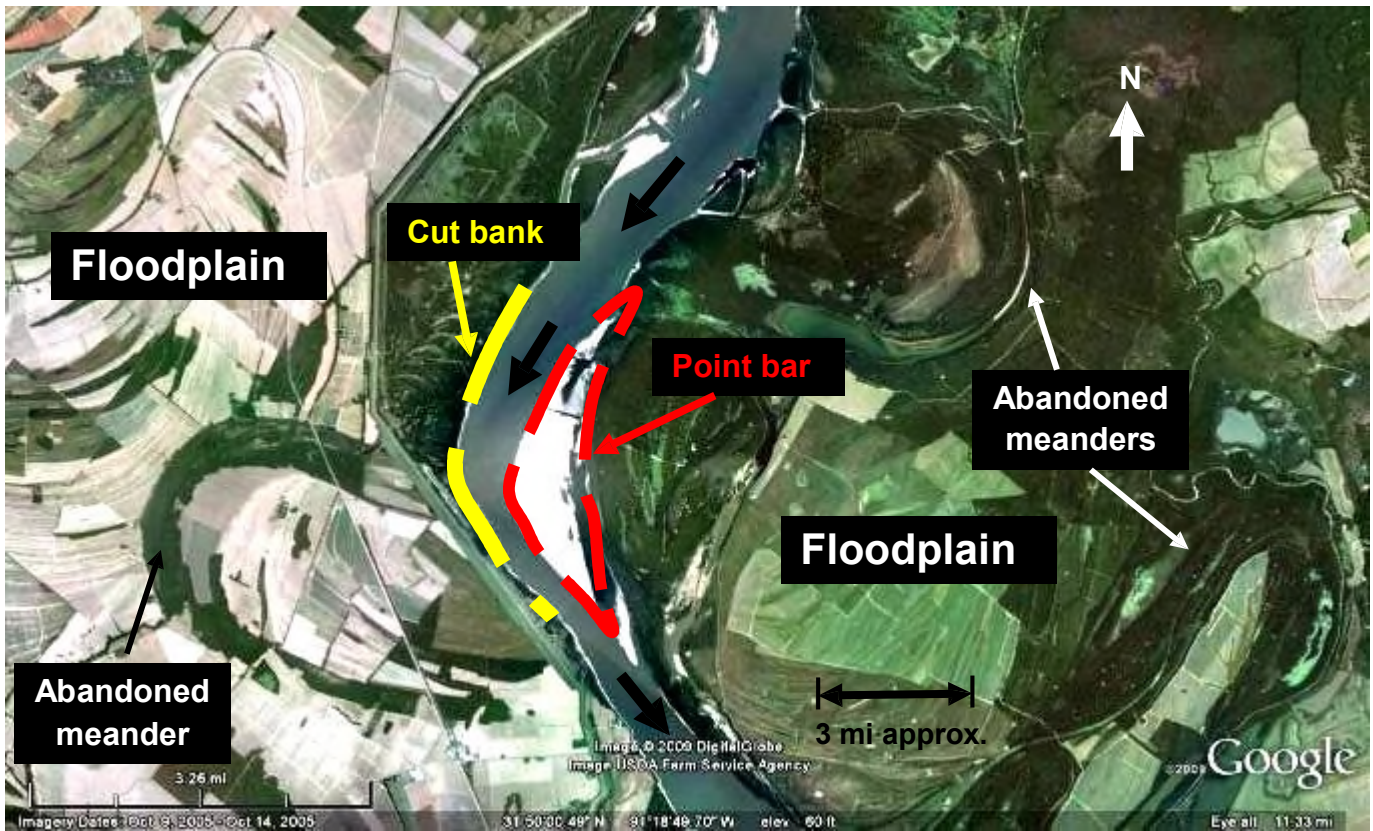 N
Cut bank
Floodplain
Point bar
Abandoned
meanders
Floodplain
Abandoned
meander
3 mi approx.
Image © 2009 DigitalGlobe
Image USDA Farm Service Agency
©2009 Google
3.26 mi
Imagery Dates: Oct 9, 2005 - Oct 14, 2005
31°50'00.49" N 91°18'49.70" W elev 60 ft
Eye alt 11.33 mi